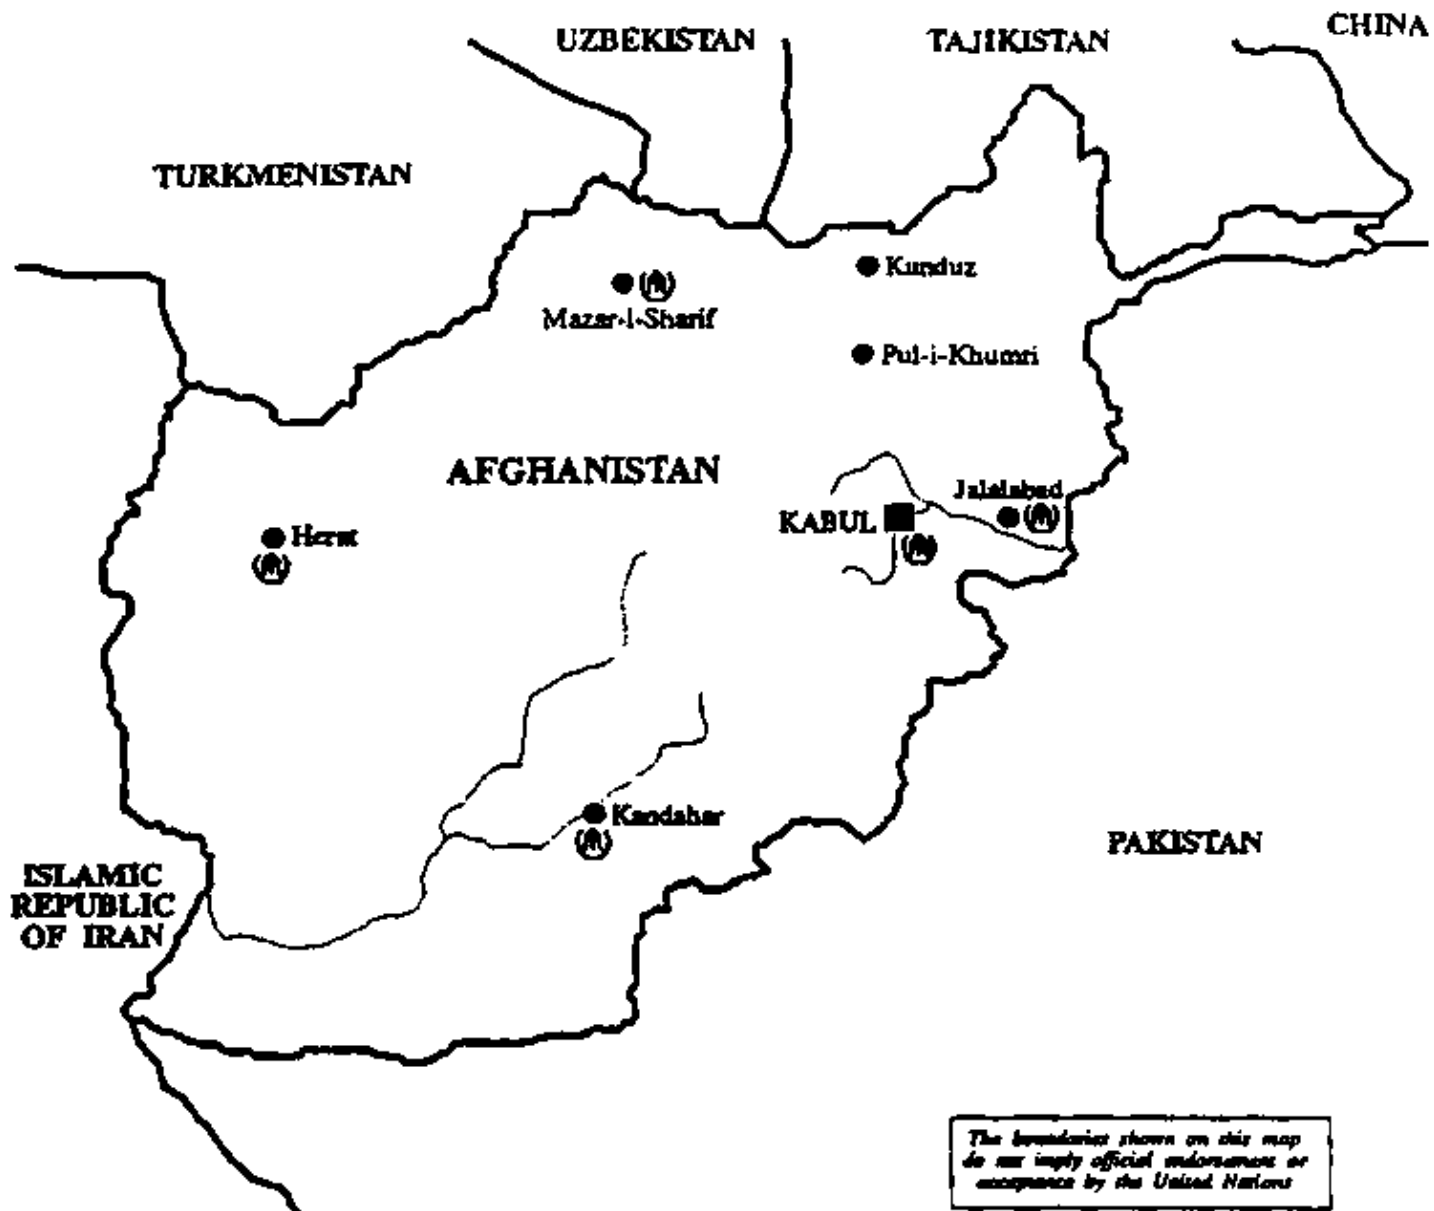 CHINA
UZBEKISTAN
TAJIKISTAN
TURKMENISTAN
Kunduz
Mazar-i-Sharif
Pul-i-Khumri
AFGHANISTAN
Jalalabad
KABUL
Herat
Kandahar
PAKISTAN
ISLAMIC
REPUBLIC
OF IRAN
The boundaries shown on this map
do not imply official endorsement or
acceptance by the United Nations